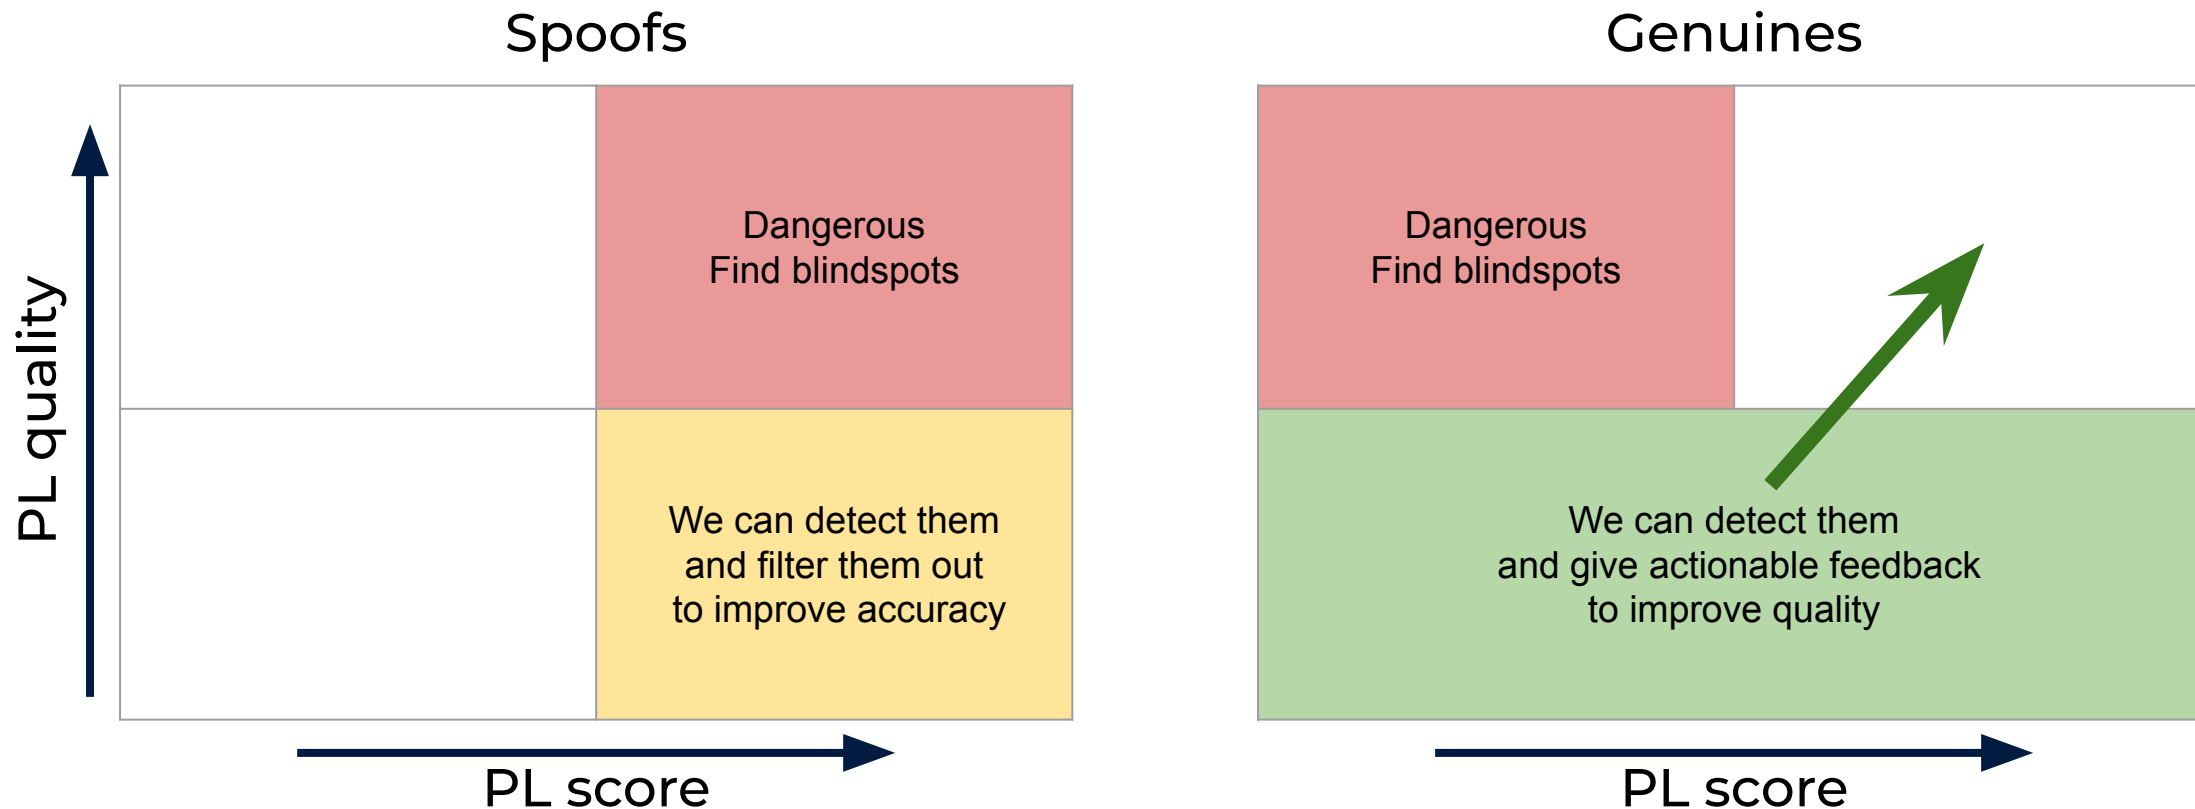 Spoofs
Genuines
PL quality
Dangerous
Find blindspots
We can detect them
and filter them out
to improve accuracy
PL score
Dangerous
Find blindspots
We can detect them
and give actionable feedback
to improve quality
PL score